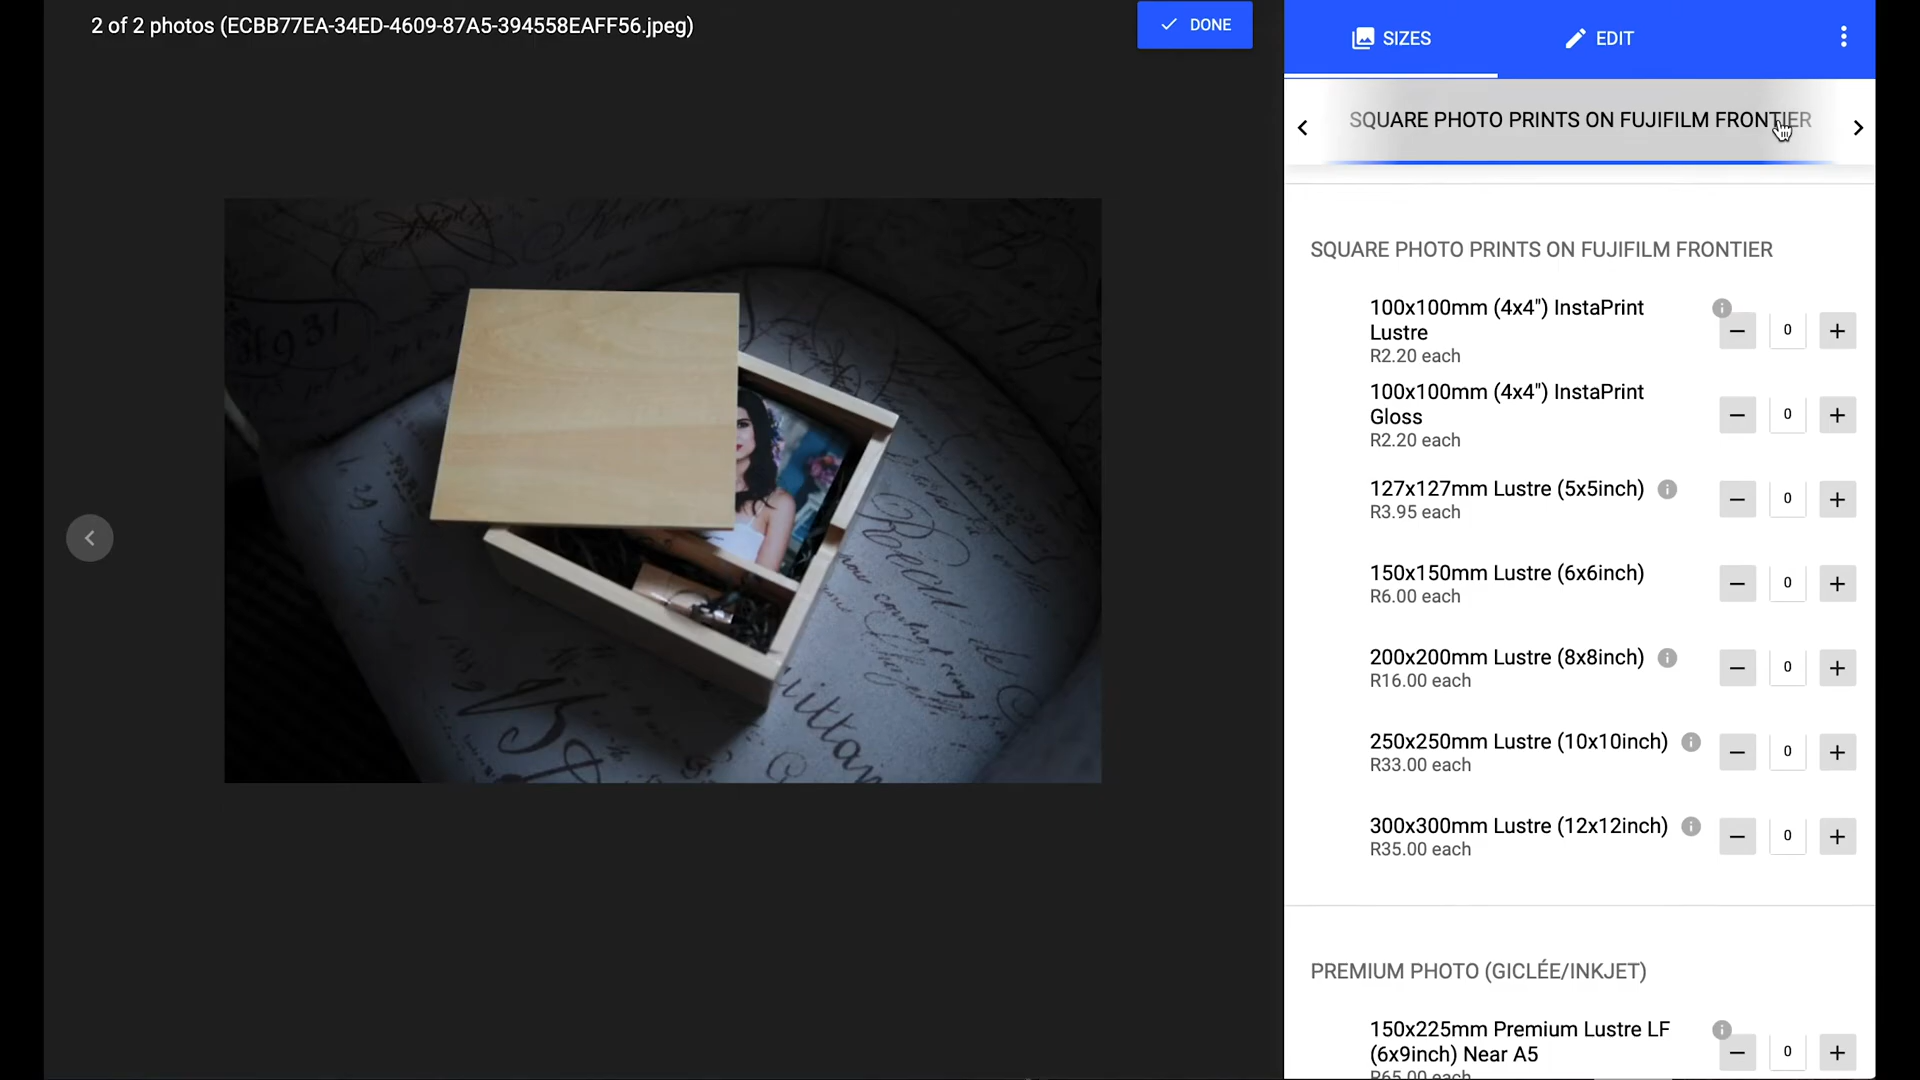 2 of 2 photos (ECBB77EA-34ED-4609-87A5-394558EAFF56.jpeg)
DONE
SIZES
EDIT
SQUARE PHOTO PRINTS ON FUJIFILM FRONTIER
SQUARE PHOTO PRINTS ON FUJIFILM FRONTIER
100x100mm (4x4") InstaPrint
Lustre
R2.20 each
0
100x100mm (4x4") InstaPrint
Gloss
R2.20 each
0
127x127mm Lustre (5x5inch)
R3.95 each
0
150x150mm Lustre (6x6inch)
R6.00 each
0
200x200mm Lustre (8x8inch)
R16.00 each
0
250x250mm Lustre (10x10inch)
R33.00 each
0
300x300mm Lustre (12x12inch)
R35.00 each
0
PREMIUM PHOTO (GICLÉE/INKJET)
150x225mm Premium Lustre LF
(6x9inch) Near A5
R65.00 each
0